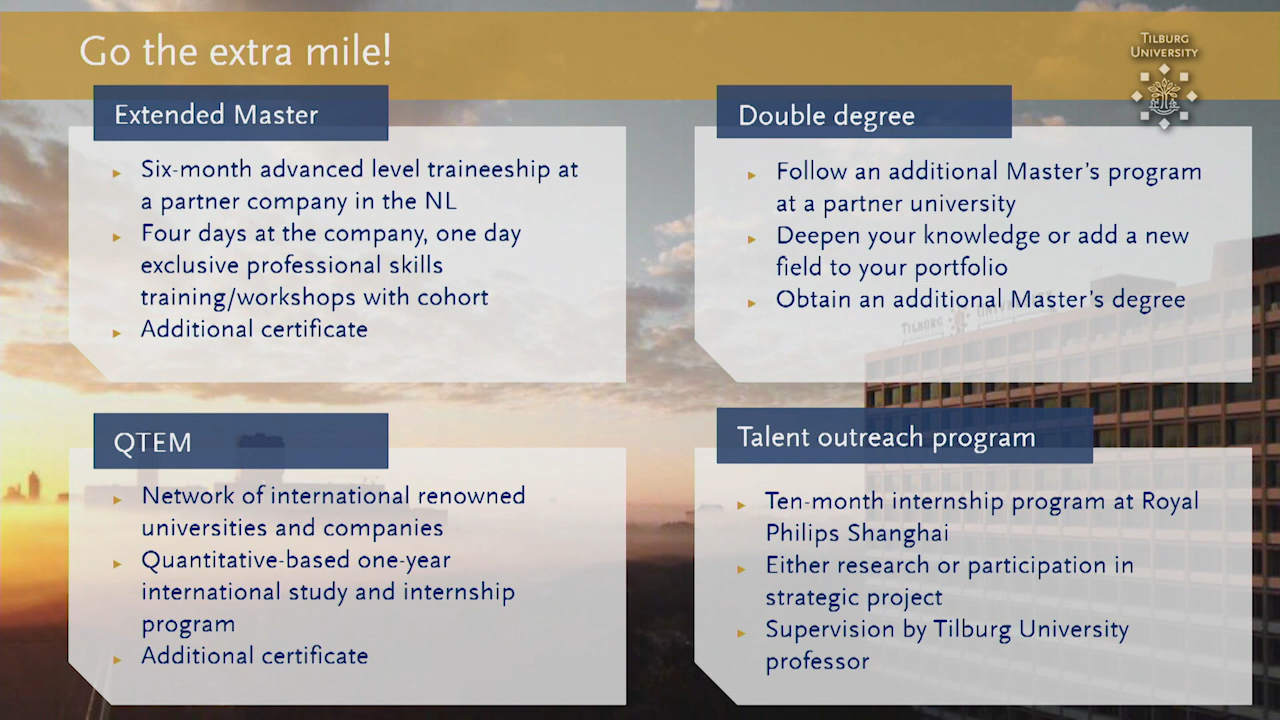 Go the extra mile!
TILBURG
UNIVERSITY
Extended Master
▸ Six-month advanced level traineeship at
a partner company in the NL
▸ Four days at the company, one day
exclusive professional skills
training/workshops with cohort
▸ Additional certificate
Double degree
▸ Follow an additional Master's program
at a partner university
▸ Deepen your knowledge or add a new
field to your portfolio
▸ Obtain an additional Master's degree
TILBURG UNIVERSITY
QTEM
▸ Network of international renowned
universities and companies
▸ Quantitative-based one-year
international study and internship
program
▸ Additional certificate
Talent outreach program
▸ Ten-month internship program at Royal
Philips Shanghai
▸ Either research or participation in
strategic project
▸ Supervision by Tilburg University
professor